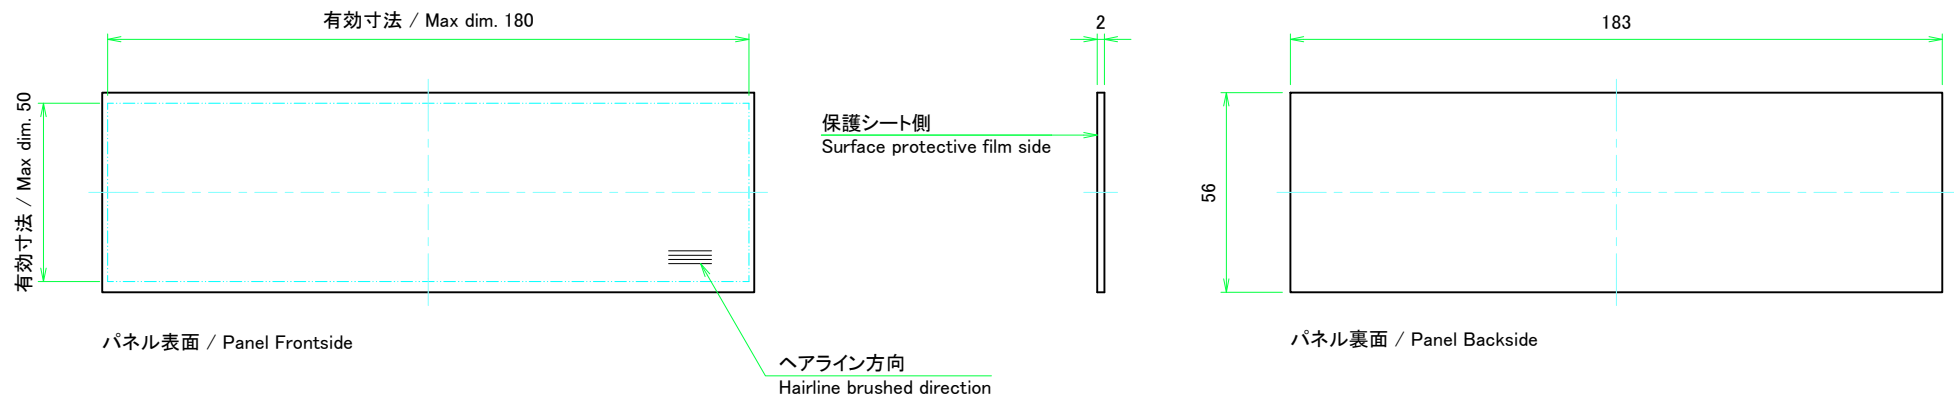 有効寸法 / Max dim. 180
2
183
有効寸法 / Max dim. 50
保護シート側
Surface protective film side
56
パネル表面 / Panel Frontside
パネル裏面 / Panel Backside
ヘアライン方向
Hairline brushed direction